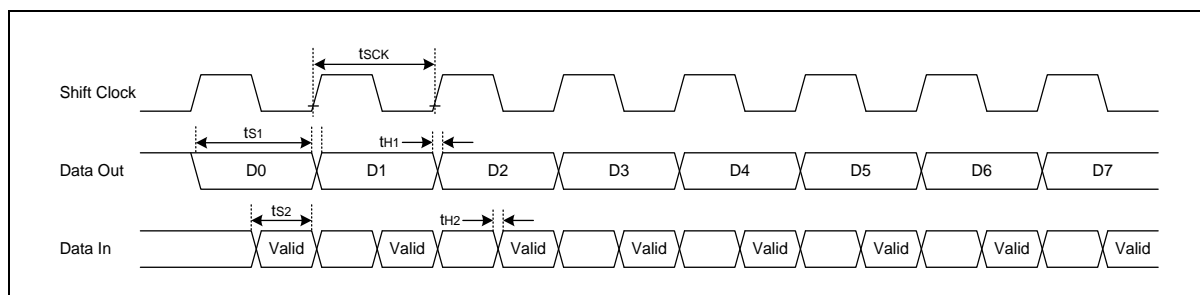 tSCK
Shift Clock
tS1
tH1
Data Out
D0 D1 D2 D3 D4 D5 D6 D7
tS2
tH2
Data In
Valid Valid Valid Valid Valid Valid Valid Valid